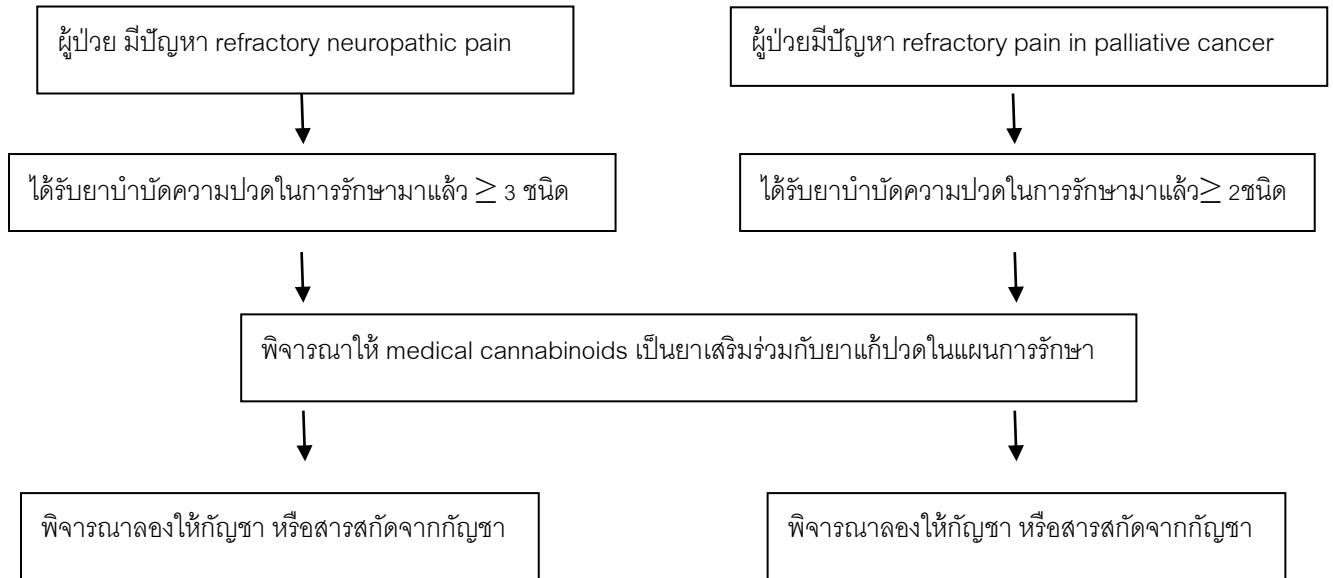 ผู้ป่วย มีปัญหา refractory neuropathic pain
ผู้ป่วยมีปัญหา refractory pain in palliative cancer
ได้รับยาบำบัดความปวดในการรักษามาแล้ว ≥ 3 ชนิด
ได้รับยาบำบัดความปวดในการรักษามาแล้ว≥ 2ชนิด
พิจารณาให้ medical cannabinoids เป็นยาเสริมร่วมกับยาแก้ปวดในแผนการรักษา
พิจารณาลองให้กัญชา หรือสารสกัดจากกัญชา
พิจารณาลองให้กัญชา หรือสารสกัดจากกัญชา